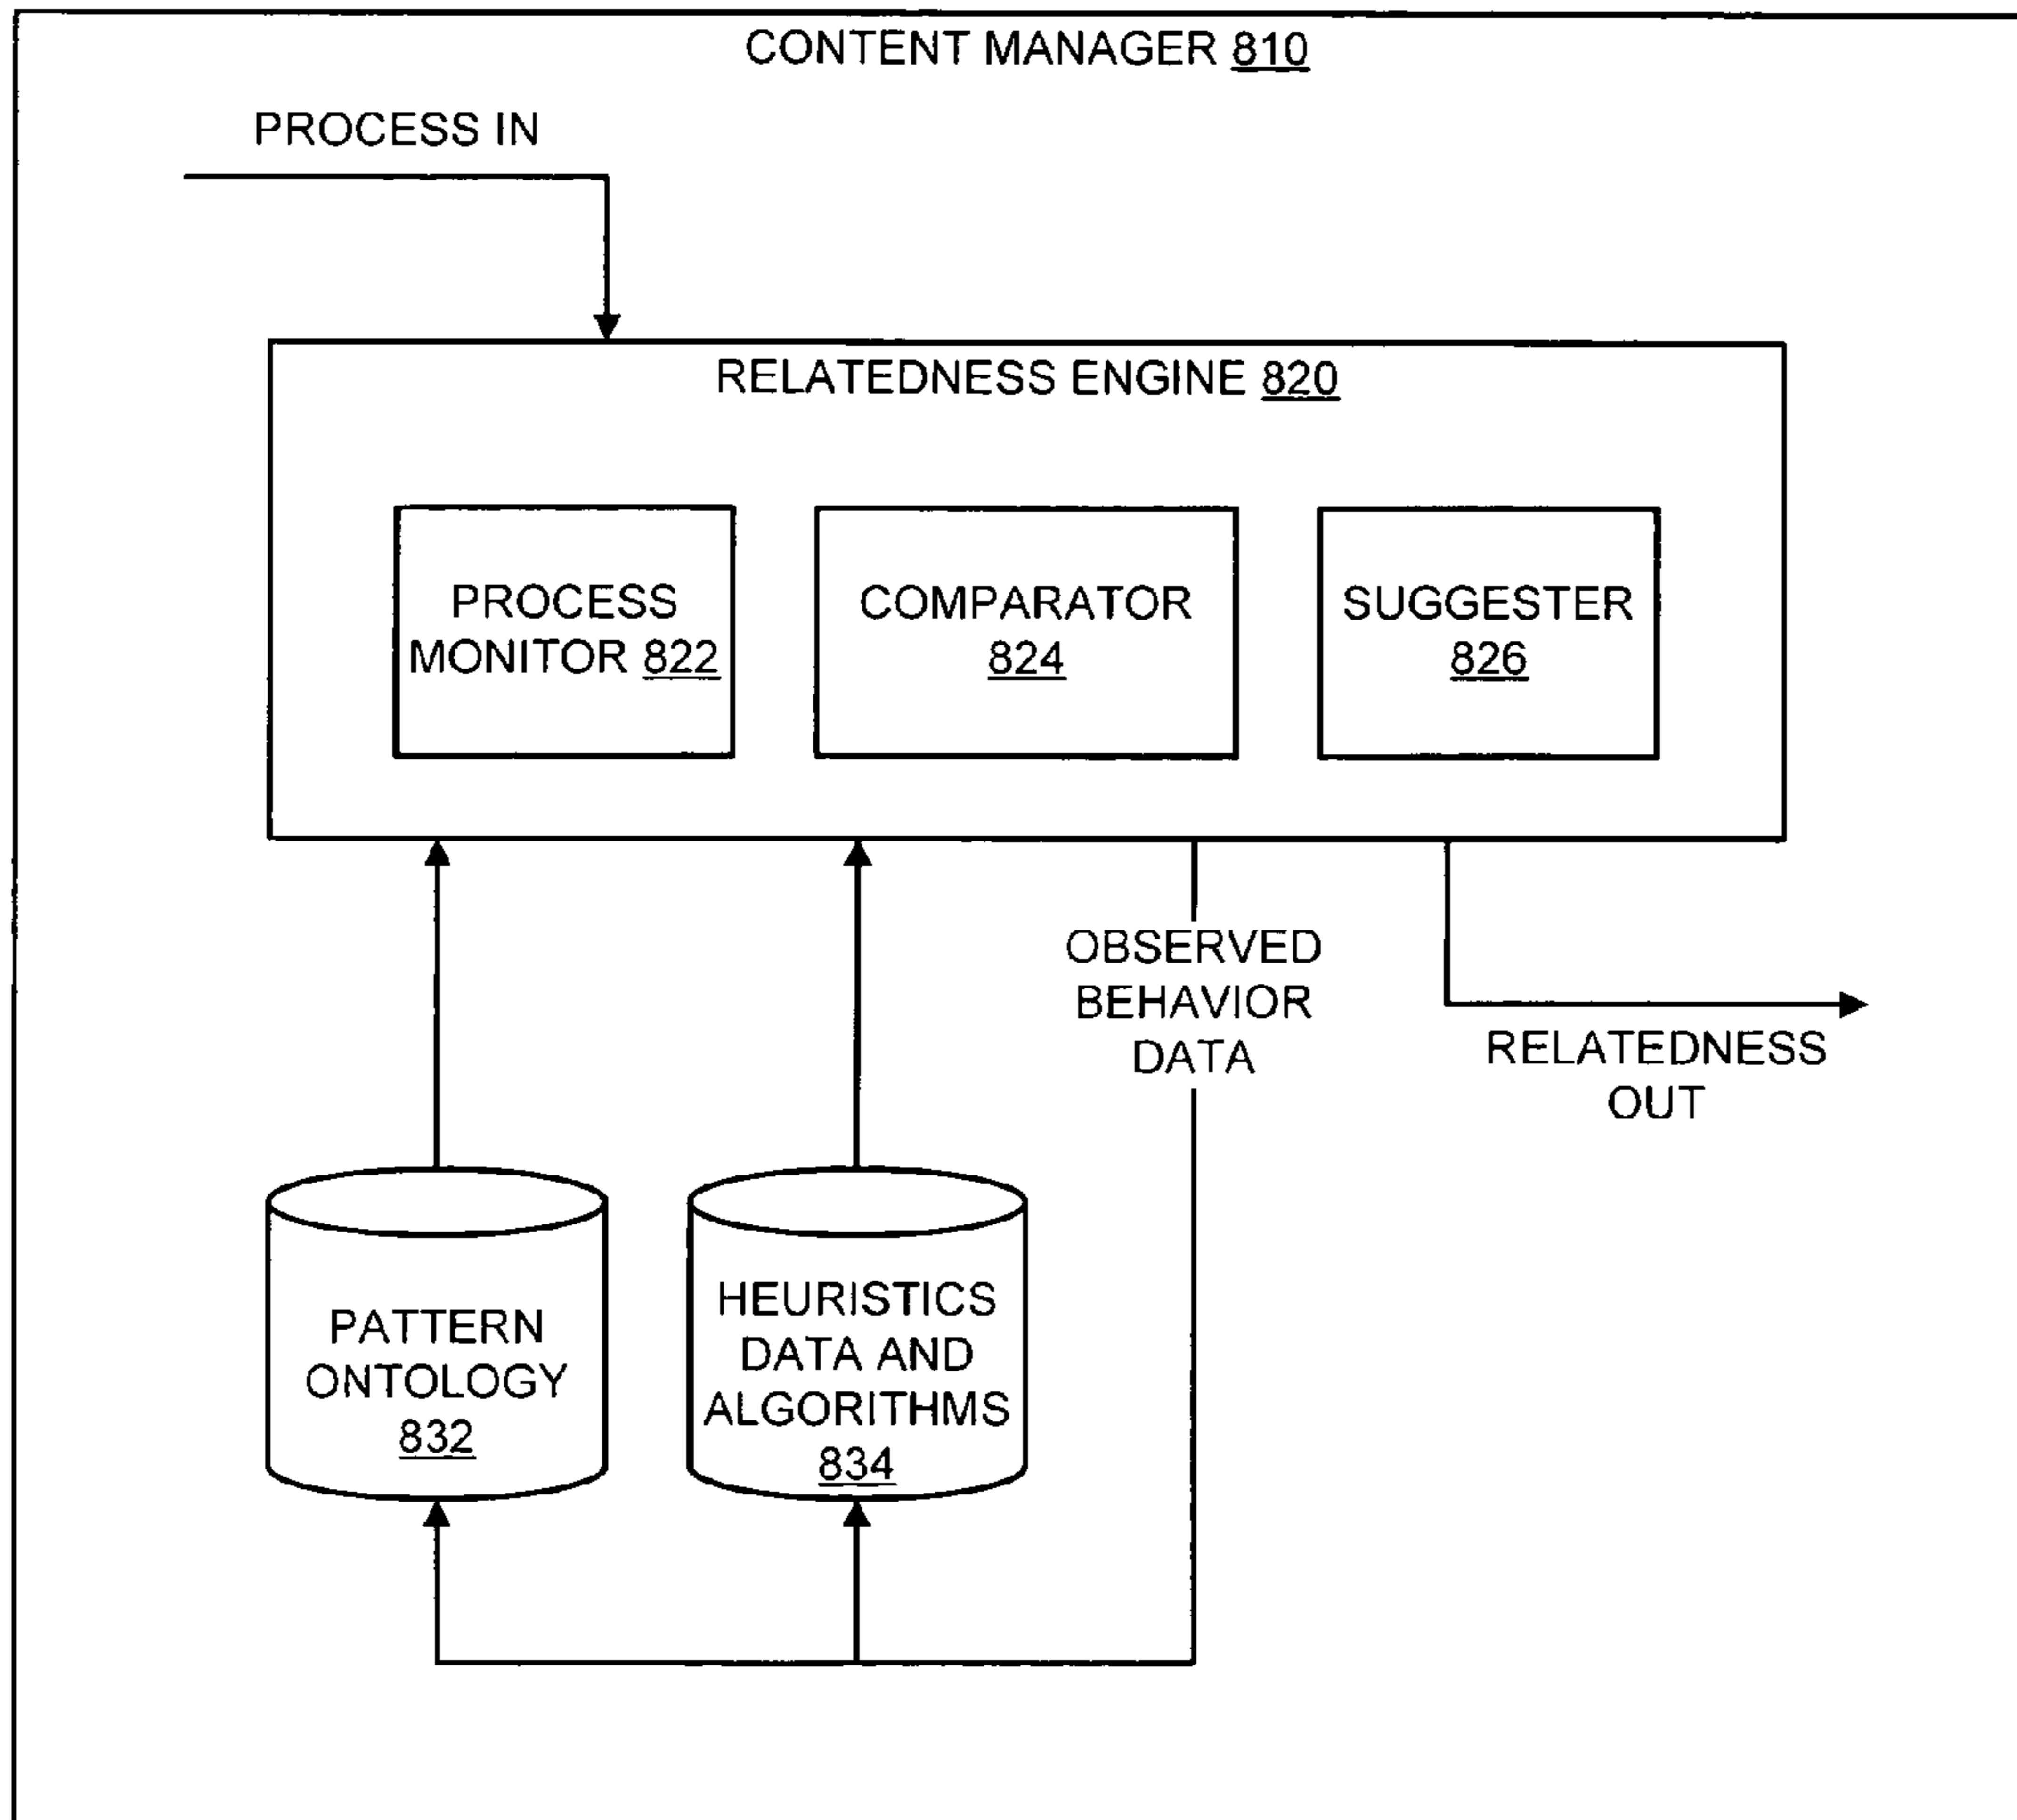 CONTENT MANAGER 810
PROCESS IN
RELATEDNESS ENGINE 820
PROCESS
MONITOR 822
COMPARATOR
824
SUGGESTER
826
OBSERVED
BEHAVIOR
DATA
RELATEDNESS
OUT
PATTERN
ONTOLOGY
832
HEURISTICS
DATA AND
ALGORITHMS
834